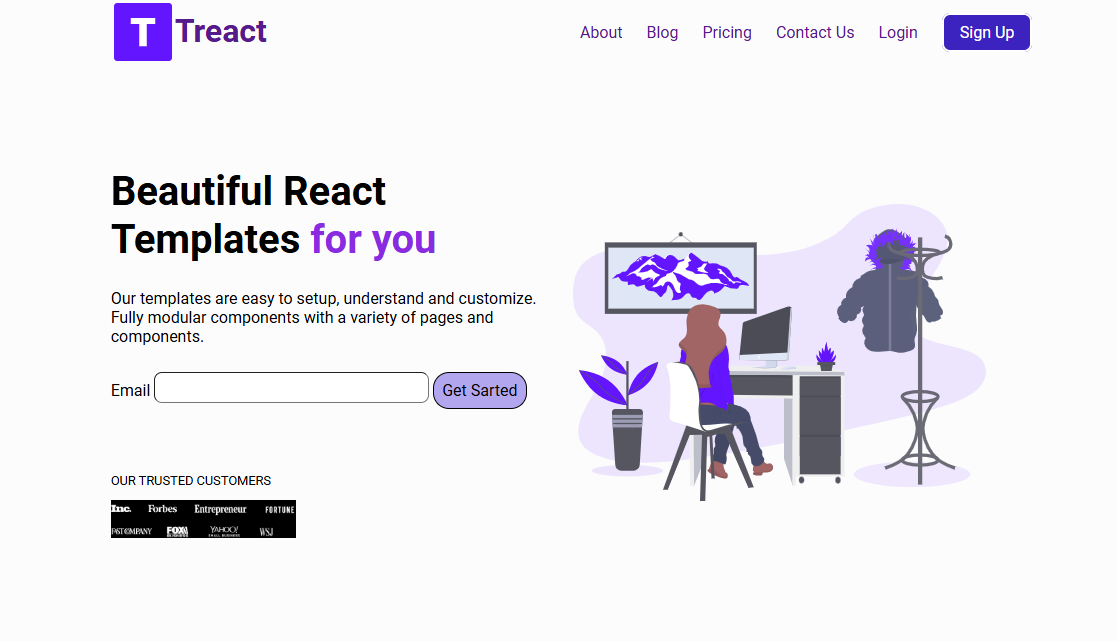 T Treact
About Blog Pricing Contact Us Login Sign Up
Beautiful React
Templates for you
Our templates are easy to setup, understand and customize.
Fully modular components with a variety of pages and
components.
Email Get Sarted
OUR TRUSTED CUSTOMERS
Inc. Forbes Entrepreneur FORTUNE
FAST COMPANY FOX BUSINESS YAHOO! SMALL BUSINESS WSJ